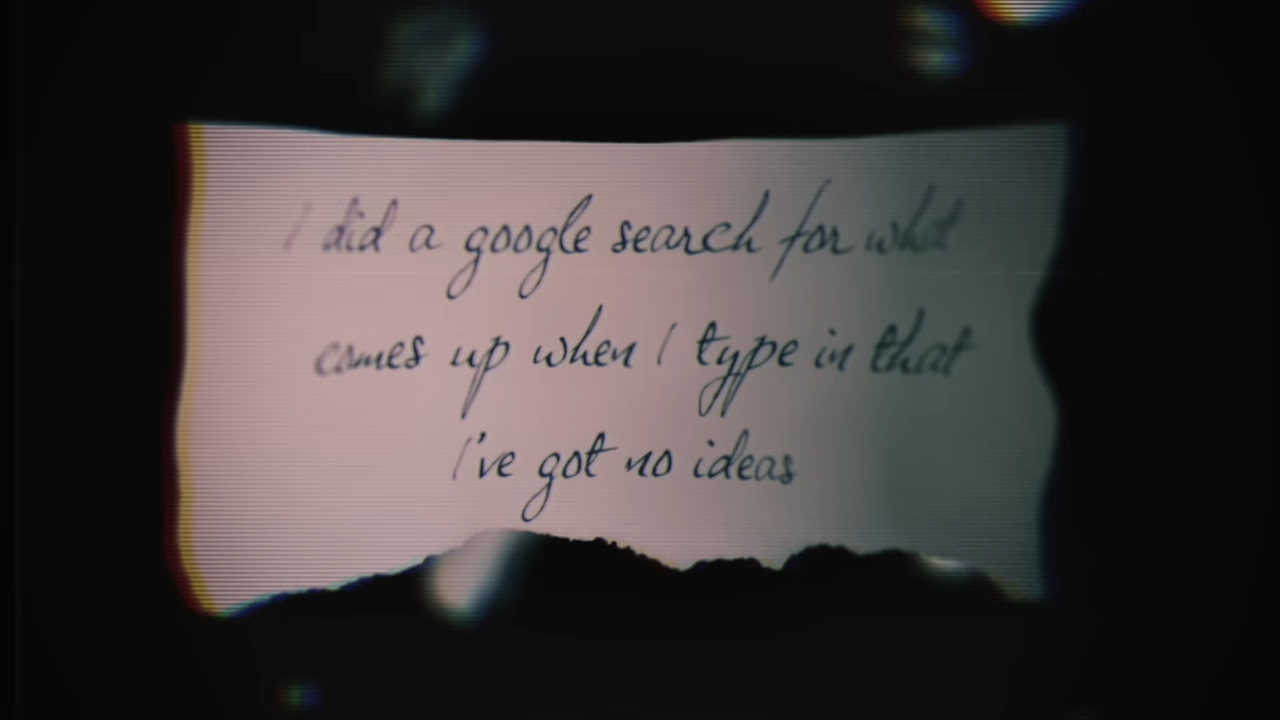 I did a google search for what
comes up when I type in that
I've got no ideas